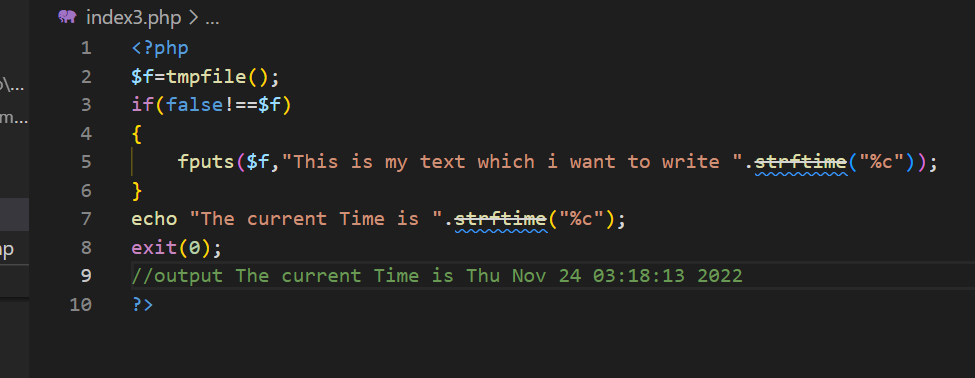 index3.php > ...
1 <?php
o\... 2 $f=tmpfile();
3 if(false!==$f)
m... 4 {
5 fputs($f,"This is my text which i want to write ".strftime("%c"));
6 }
7 echo "The current Time is ".strftime("%c");
np 8 exit(0);
9 //output The current Time is Thu Nov 24 03:18:13 2022
10 ?>